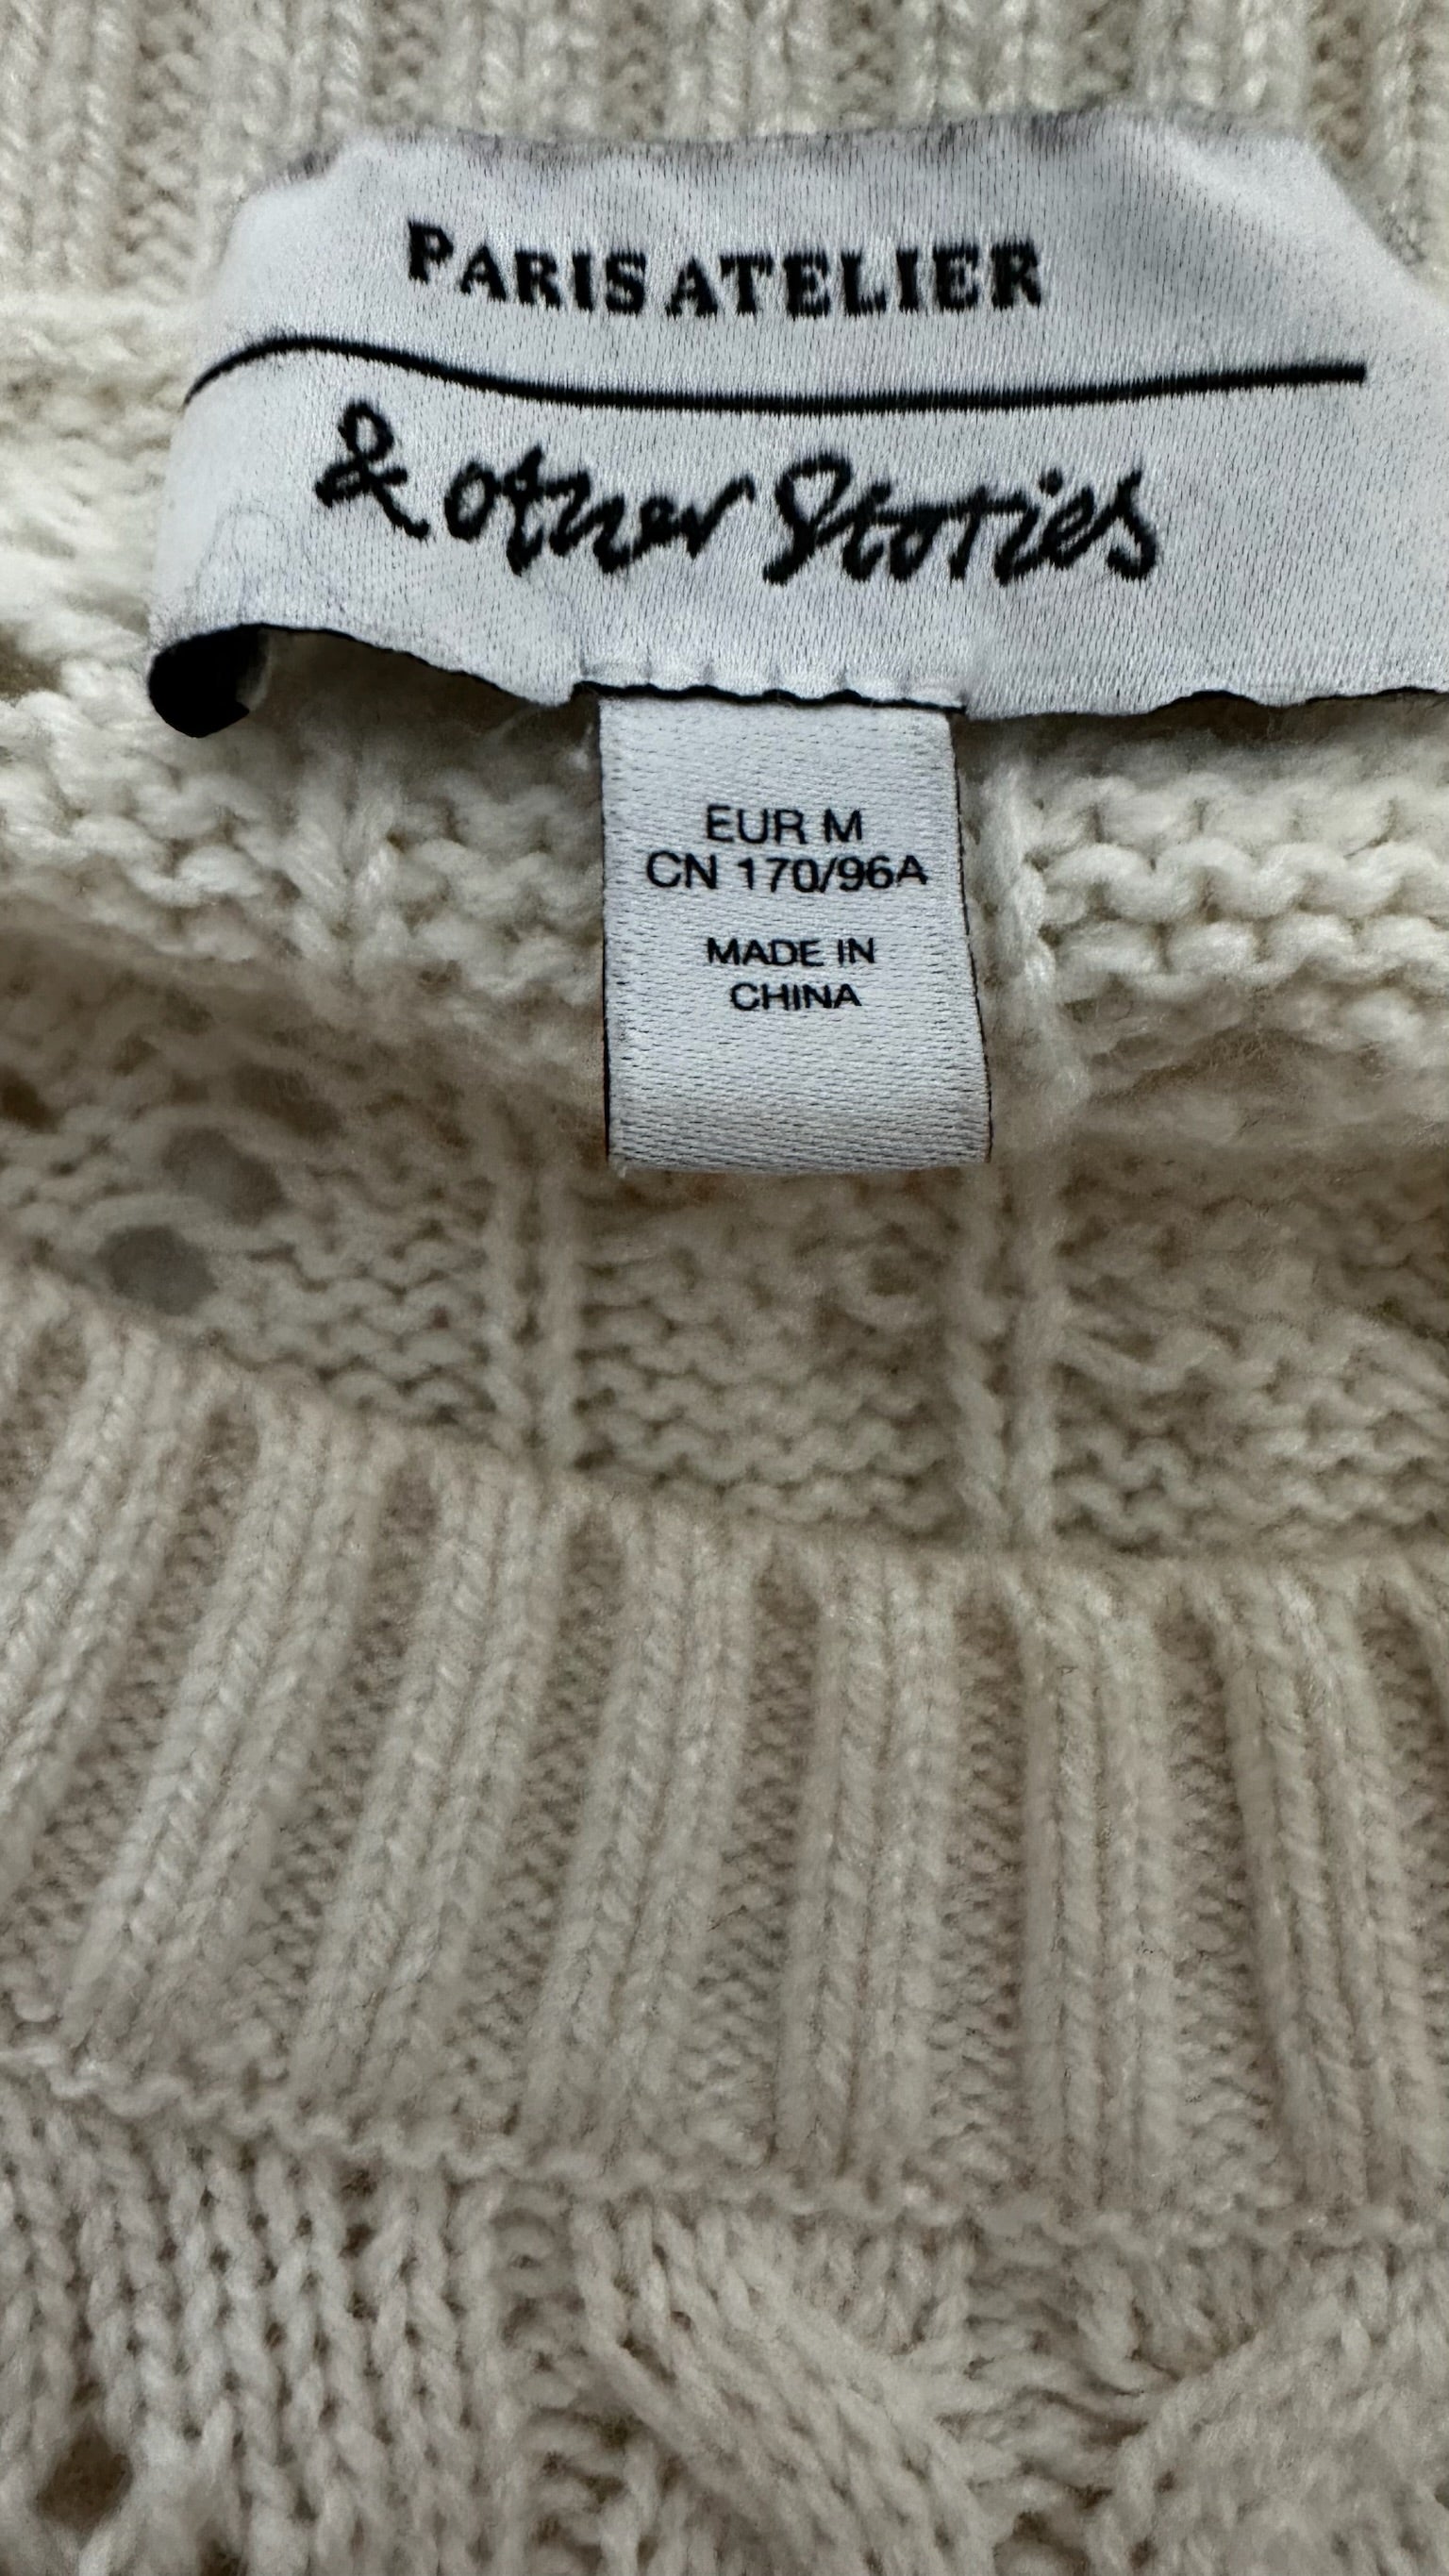 PARIS ATELIER
& other Stories
EUR M
CN 170/96A
MADE IN
CHINA